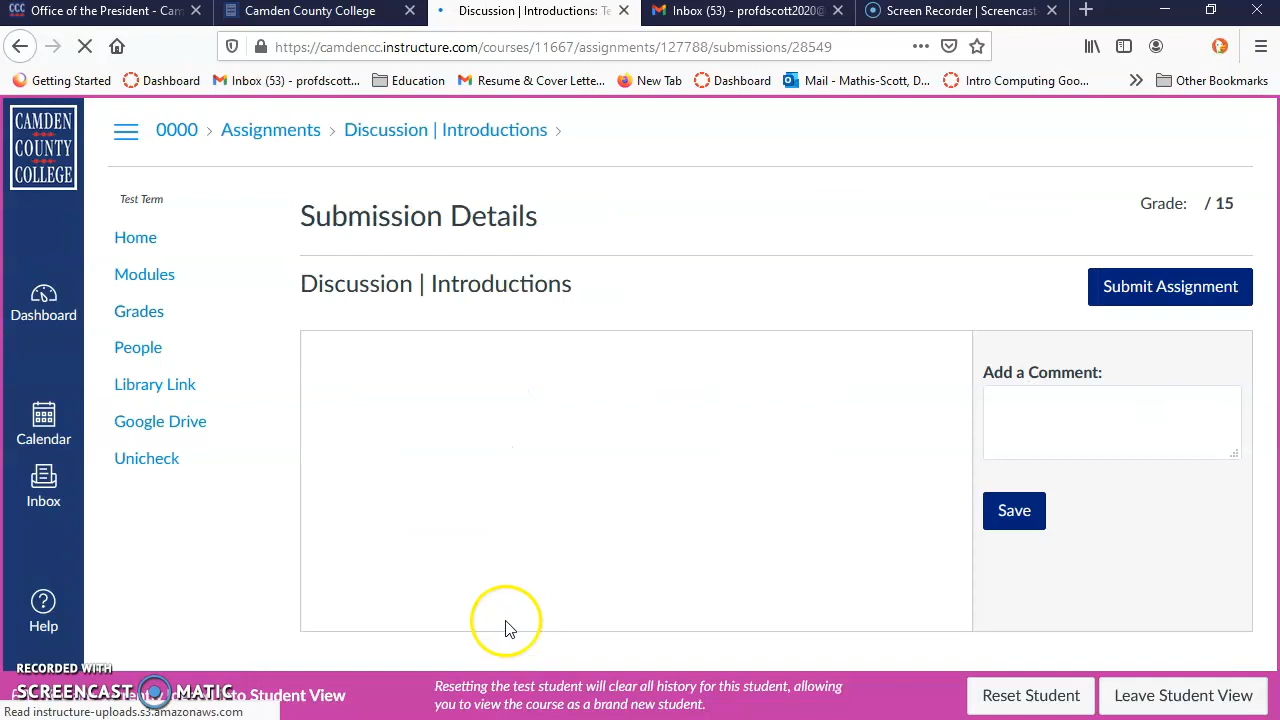 Office of the President - Cam
Camden County College
Discussion | Introductions: Te
Inbox (53) - profdscott2020@
Screen Recorder | Screencast-
https://camdencc.instructure.com/courses/11667/assignments/127788/submissions/28549
Getting Started
Dashboard
Inbox (53) - profdscott...
Education
Resume & Cover Lette...
New Tab
Dashboard
Mail - Mathis-Scott, D...
Intro Computing Goo...
Other Bookmarks
CAMDEN
COUNTY
COLLEGE
0000
Assignments
Discussion | Introductions
Test Term
Home
Modules
Grades
People
Library Link
Google Drive
Unicheck
Dashboard
Calendar
Inbox
Help
Submission Details
Grade: / 15
Discussion | Introductions
Submit Assignment
Add a Comment:
Save
RECORDED WITH
SCREENCAST MATIC
to Student View
Read instructure-uploads.s3.amazonaws.com
Resetting the test student will clear all history for this student, allowing
you to view the course as a brand new student.
Reset Student
Leave Student View